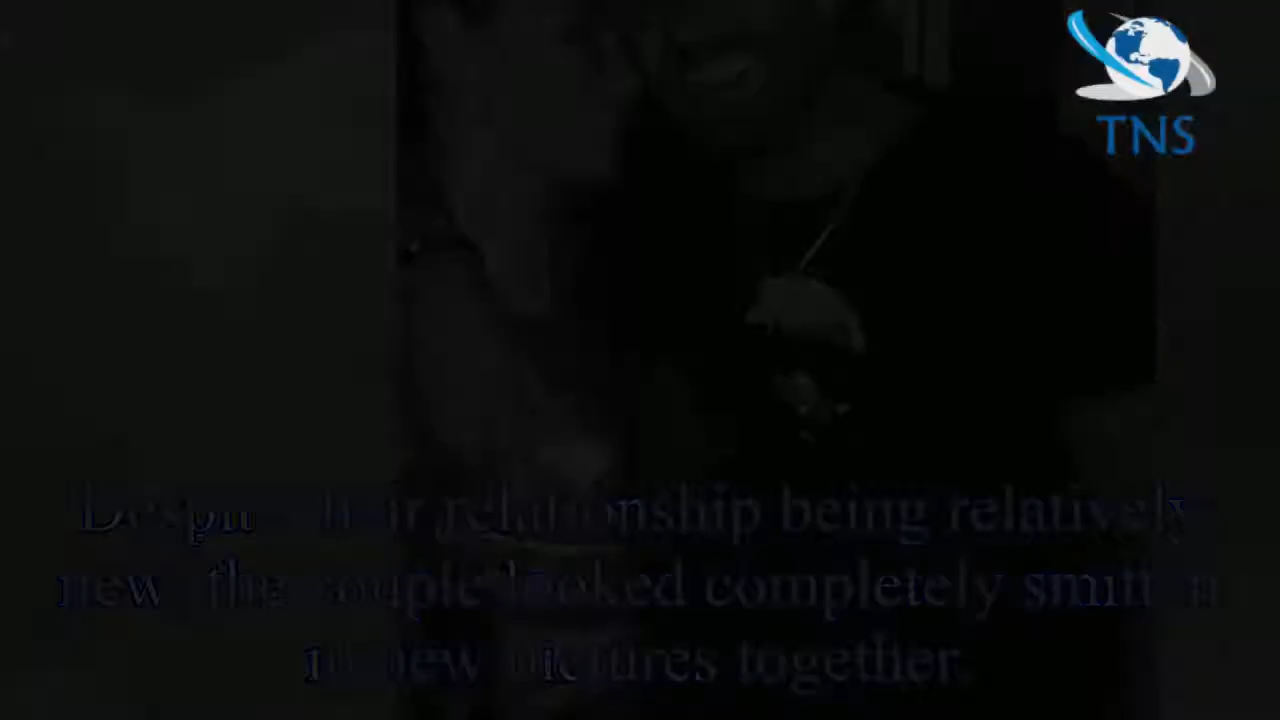 TNS
Despite their relationship being relatively
new, the couple looked completely smitten
in new pictures together.